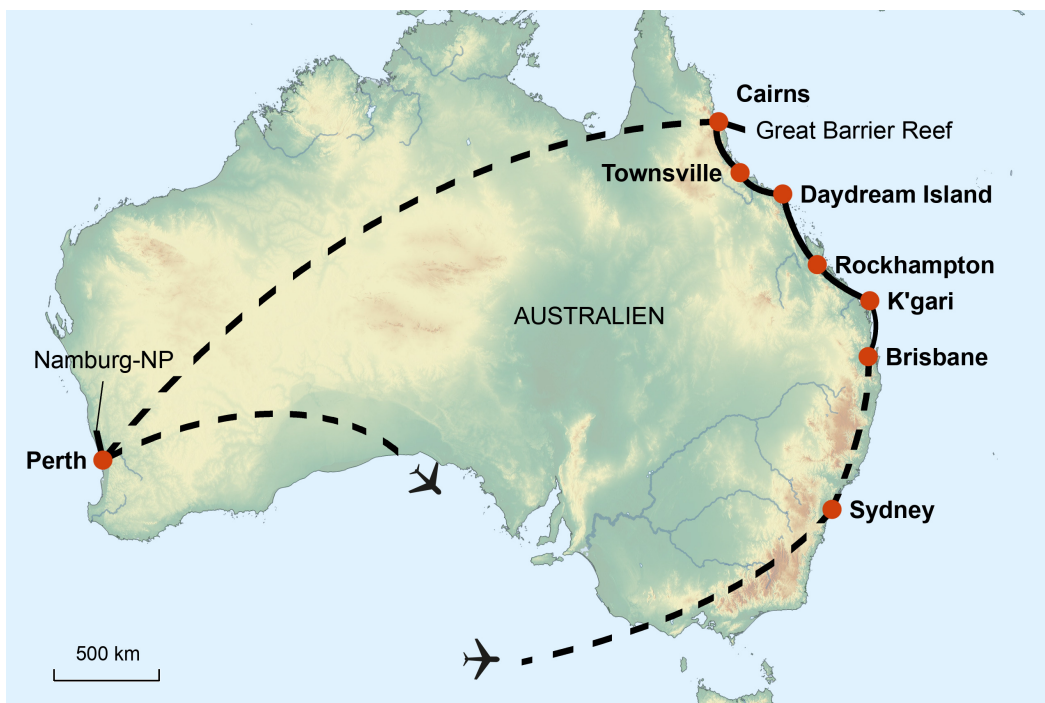 Cairns
Great Barrier Reef
Townsville
Daydream Island
Rockhampton
K'gari
AUSTRALIEN
Namburg-NP
Brisbane
Perth
Sydney
500 km